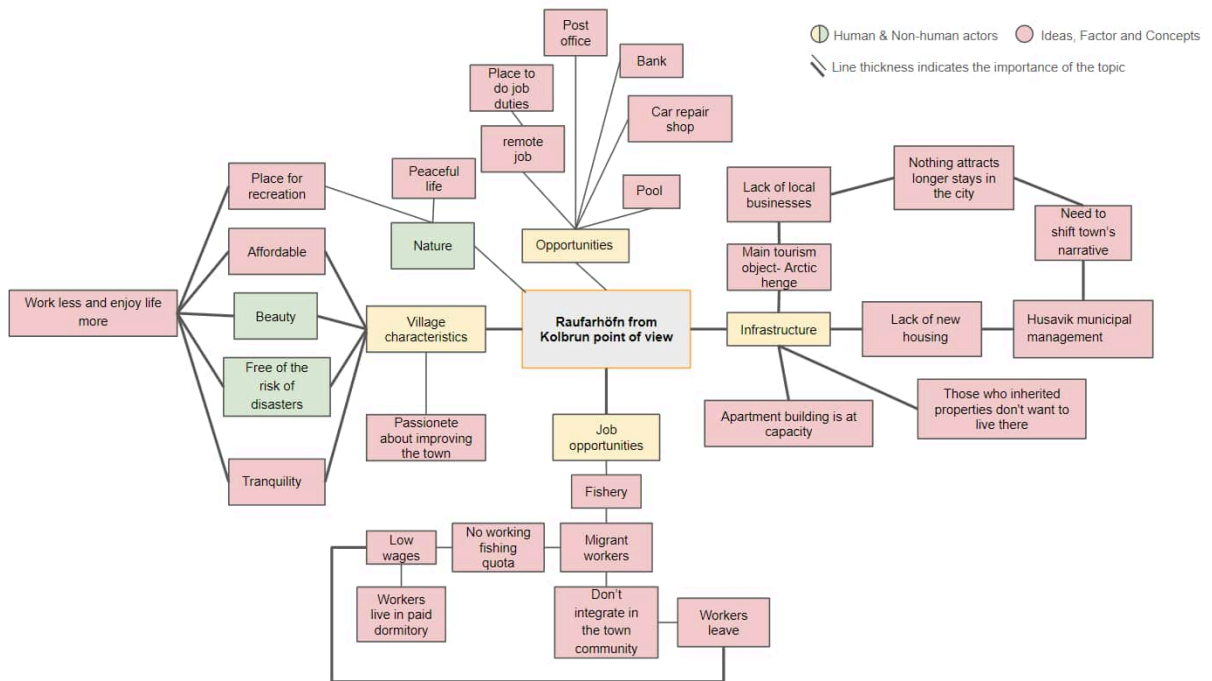 Human & Non-human actors
Ideas, Factor and Concepts
Line thickness indicates the importance of the topic
Post
office
Bank
Place to
do job
duties
Car repair
shop
remote
job
Pool
Opportunities
Place for
recreation
Peaceful
life
Nature
Affordable
Work less and enjoy life
more
Beauty
Village
characteristics
Free of the
risk of
disasters
Passionete
about improving
the town
Tranquility
Raufarhöfn from
Kolbrun point of view
Nothing attracts
longer stays in
the city
Lack of local
businesses
Need to
shift town's
narrative
Main tourism
object- Arctic
henge
Infrastructure
Lack of new
housing
Husavik municipal
management
Apartment building is at
capacity
Those who inherited
properties don't want to
live there
Job
opportunities
Fishery
Low
wages
No working
fishing
quota
Migrant
workers
Workers
live in paid
dormitory
Don't
integrate in
the town
community
Workers
leave